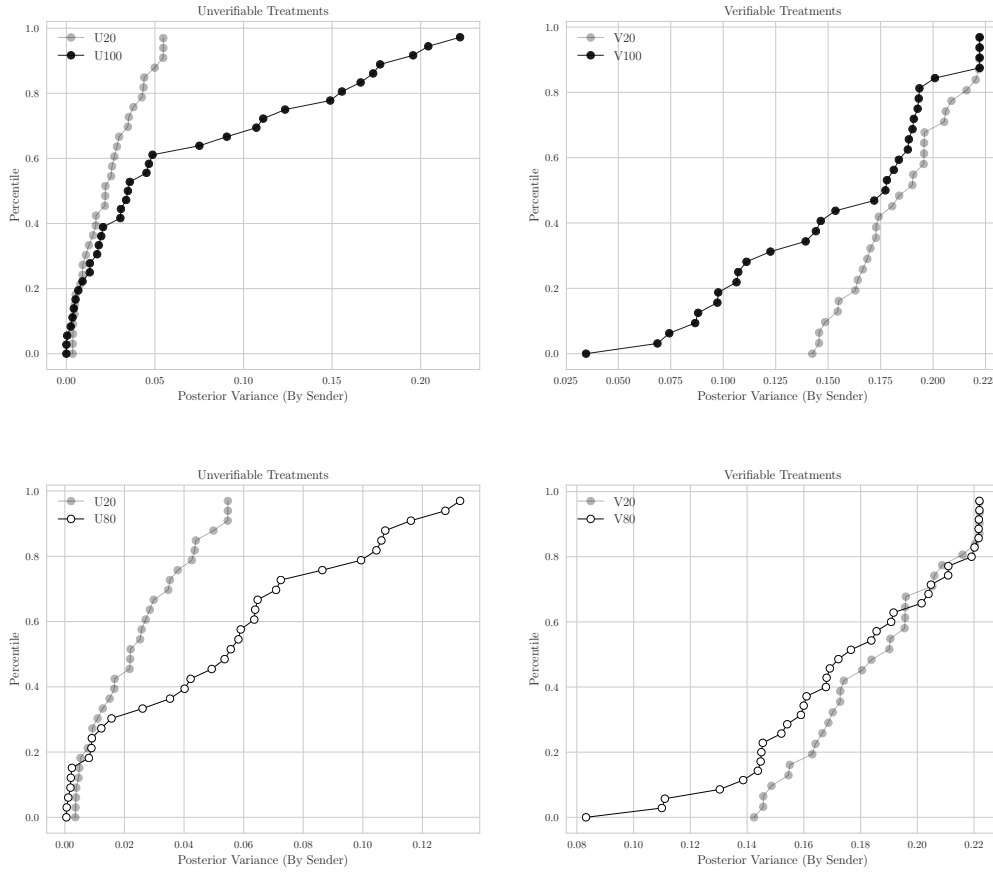 Unverifiable Treatments
1.0
0.8
0.6
0.4
0.2
0.0
Percentile
U20
U100
0.00 0.05 0.10 0.15 0.20
Posterior Variance (By Sender)
Verifiable Treatments
1.0
0.8
0.6
0.4
0.2
0.0
Percentile
V20
V100
0.025 0.050 0.075 0.100 0.125 0.150 0.175 0.200 0.22
Posterior Variance (By Sender)
Unverifiable Treatments
1.0
0.8
0.6
0.4
0.2
0.0
Percentile
U20
U80
0.00 0.02 0.04 0.06 0.08 0.10 0.12
Posterior Variance (By Sender)
Verifiable Treatments
1.0
0.8
0.6
0.4
0.2
0.0
Percentile
V20
V80
0.08 0.10 0.12 0.14 0.16 0.18 0.20 0.22
Posterior Variance (By Sender)